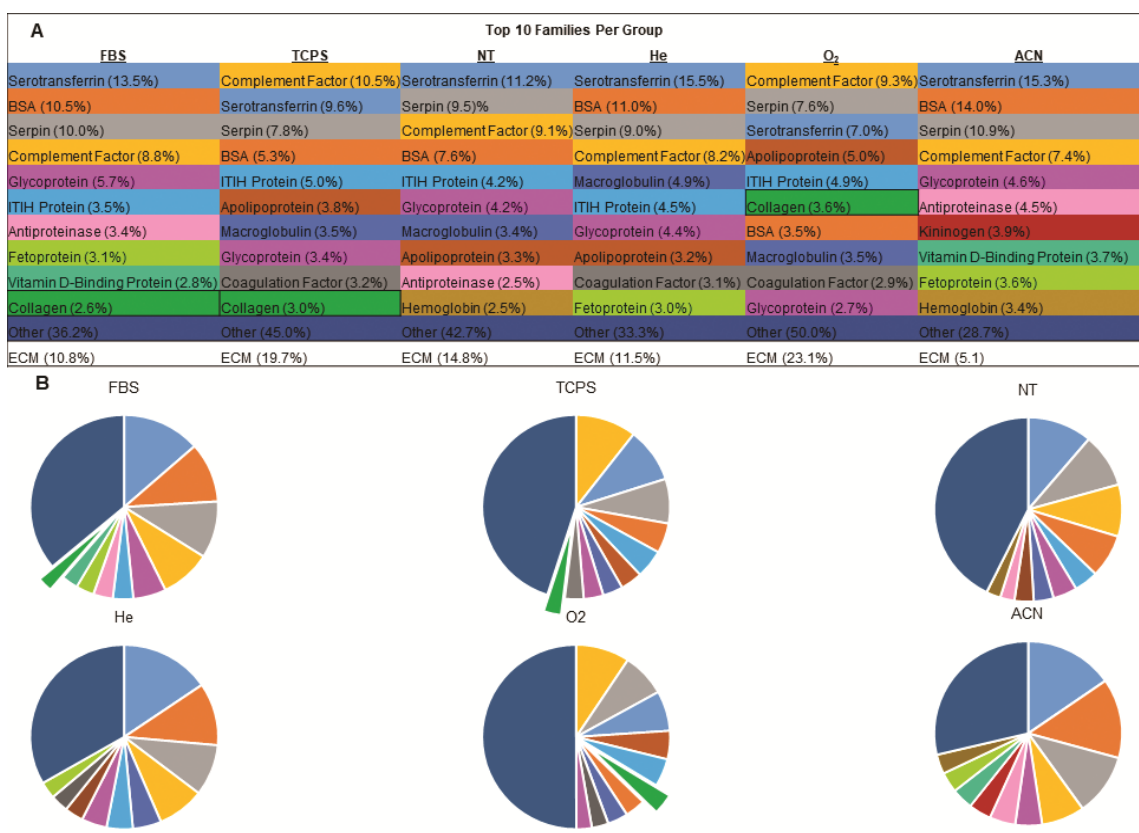 A
Top 10 Families Per Group
FBS TCPS NT He O₂ ACN
Serotransferrin (13.5%) Complement Factor (10.5%) Serotransferrin (11.2%) Serotransferrin (15.5%) Complement Factor (9.3%) Serotransferrin (15.3%)
BSA (10.5%) Serotransferrin (9.6%) Serpin (9.5)% BSA (11.0%) Serpin (7.6%) BSA (14.0%)
Serpin (10.0%) Serpin (7.8%) Complement Factor (9.1%) Serpin (9.0%) Serotransferrin (7.0%) Serpin (10.9%)
Complement Factor (8.8%) BSA (5.3%) BSA (7.6%) Complement Factor (8.2%) Apolipoprotein (5.0%) Complement Factor (7.4%)
Glycoprotein (5.7%) ITIH Protein (5.0%) ITIH Protein (4.2%) Macroglobulin (4.9%) ITIH Protein (4.9%) Glycoprotein (4.6%)
ITIH Protein (3.5%) Apolipoprotein (3.8%) Glycoprotein (4.2%) ITIH Protein (4.5%) Collagen (3.6%) Antiproteinase (4.5%)
Antiproteinase (3.4%) Macroglobulin (3.5%) Macroglobulin (3.4%) Glycoprotein (4.4%) BSA (3.5%) Kininogen (3.9%)
Fetoprotein (3.1%) Glycoprotein (3.4%) Apolipoprotein (3.3%) Apolipoprotein (3.2%) Macroglobulin (3.5%) Vitamin D-Binding Protein (3.7%)
Vitamin D-Binding Protein (2.8%) Coagulation Factor (3.2%) Antiproteinase (2.5%) Coagulation Factor (3.1%) Coagulation Factor (2.9%) Fetoprotein (3.6%)
Collagen (2.6%) Collagen (3.0%) Hemoglobin (2.5%) Fetoprotein (3.0%) Glycoprotein (2.7%) Hemoglobin (3.4%)
Other (36.2%) Other (45.0%) Other (42.7%) Other (33.3%) Other (50.0%) Other (28.7%)
ECM (10.8%) ECM (19.7%) ECM (14.8%) ECM (11.5%) ECM (23.1%) ECM (5.1)
B
FBS TCPS NT
He O2 ACN